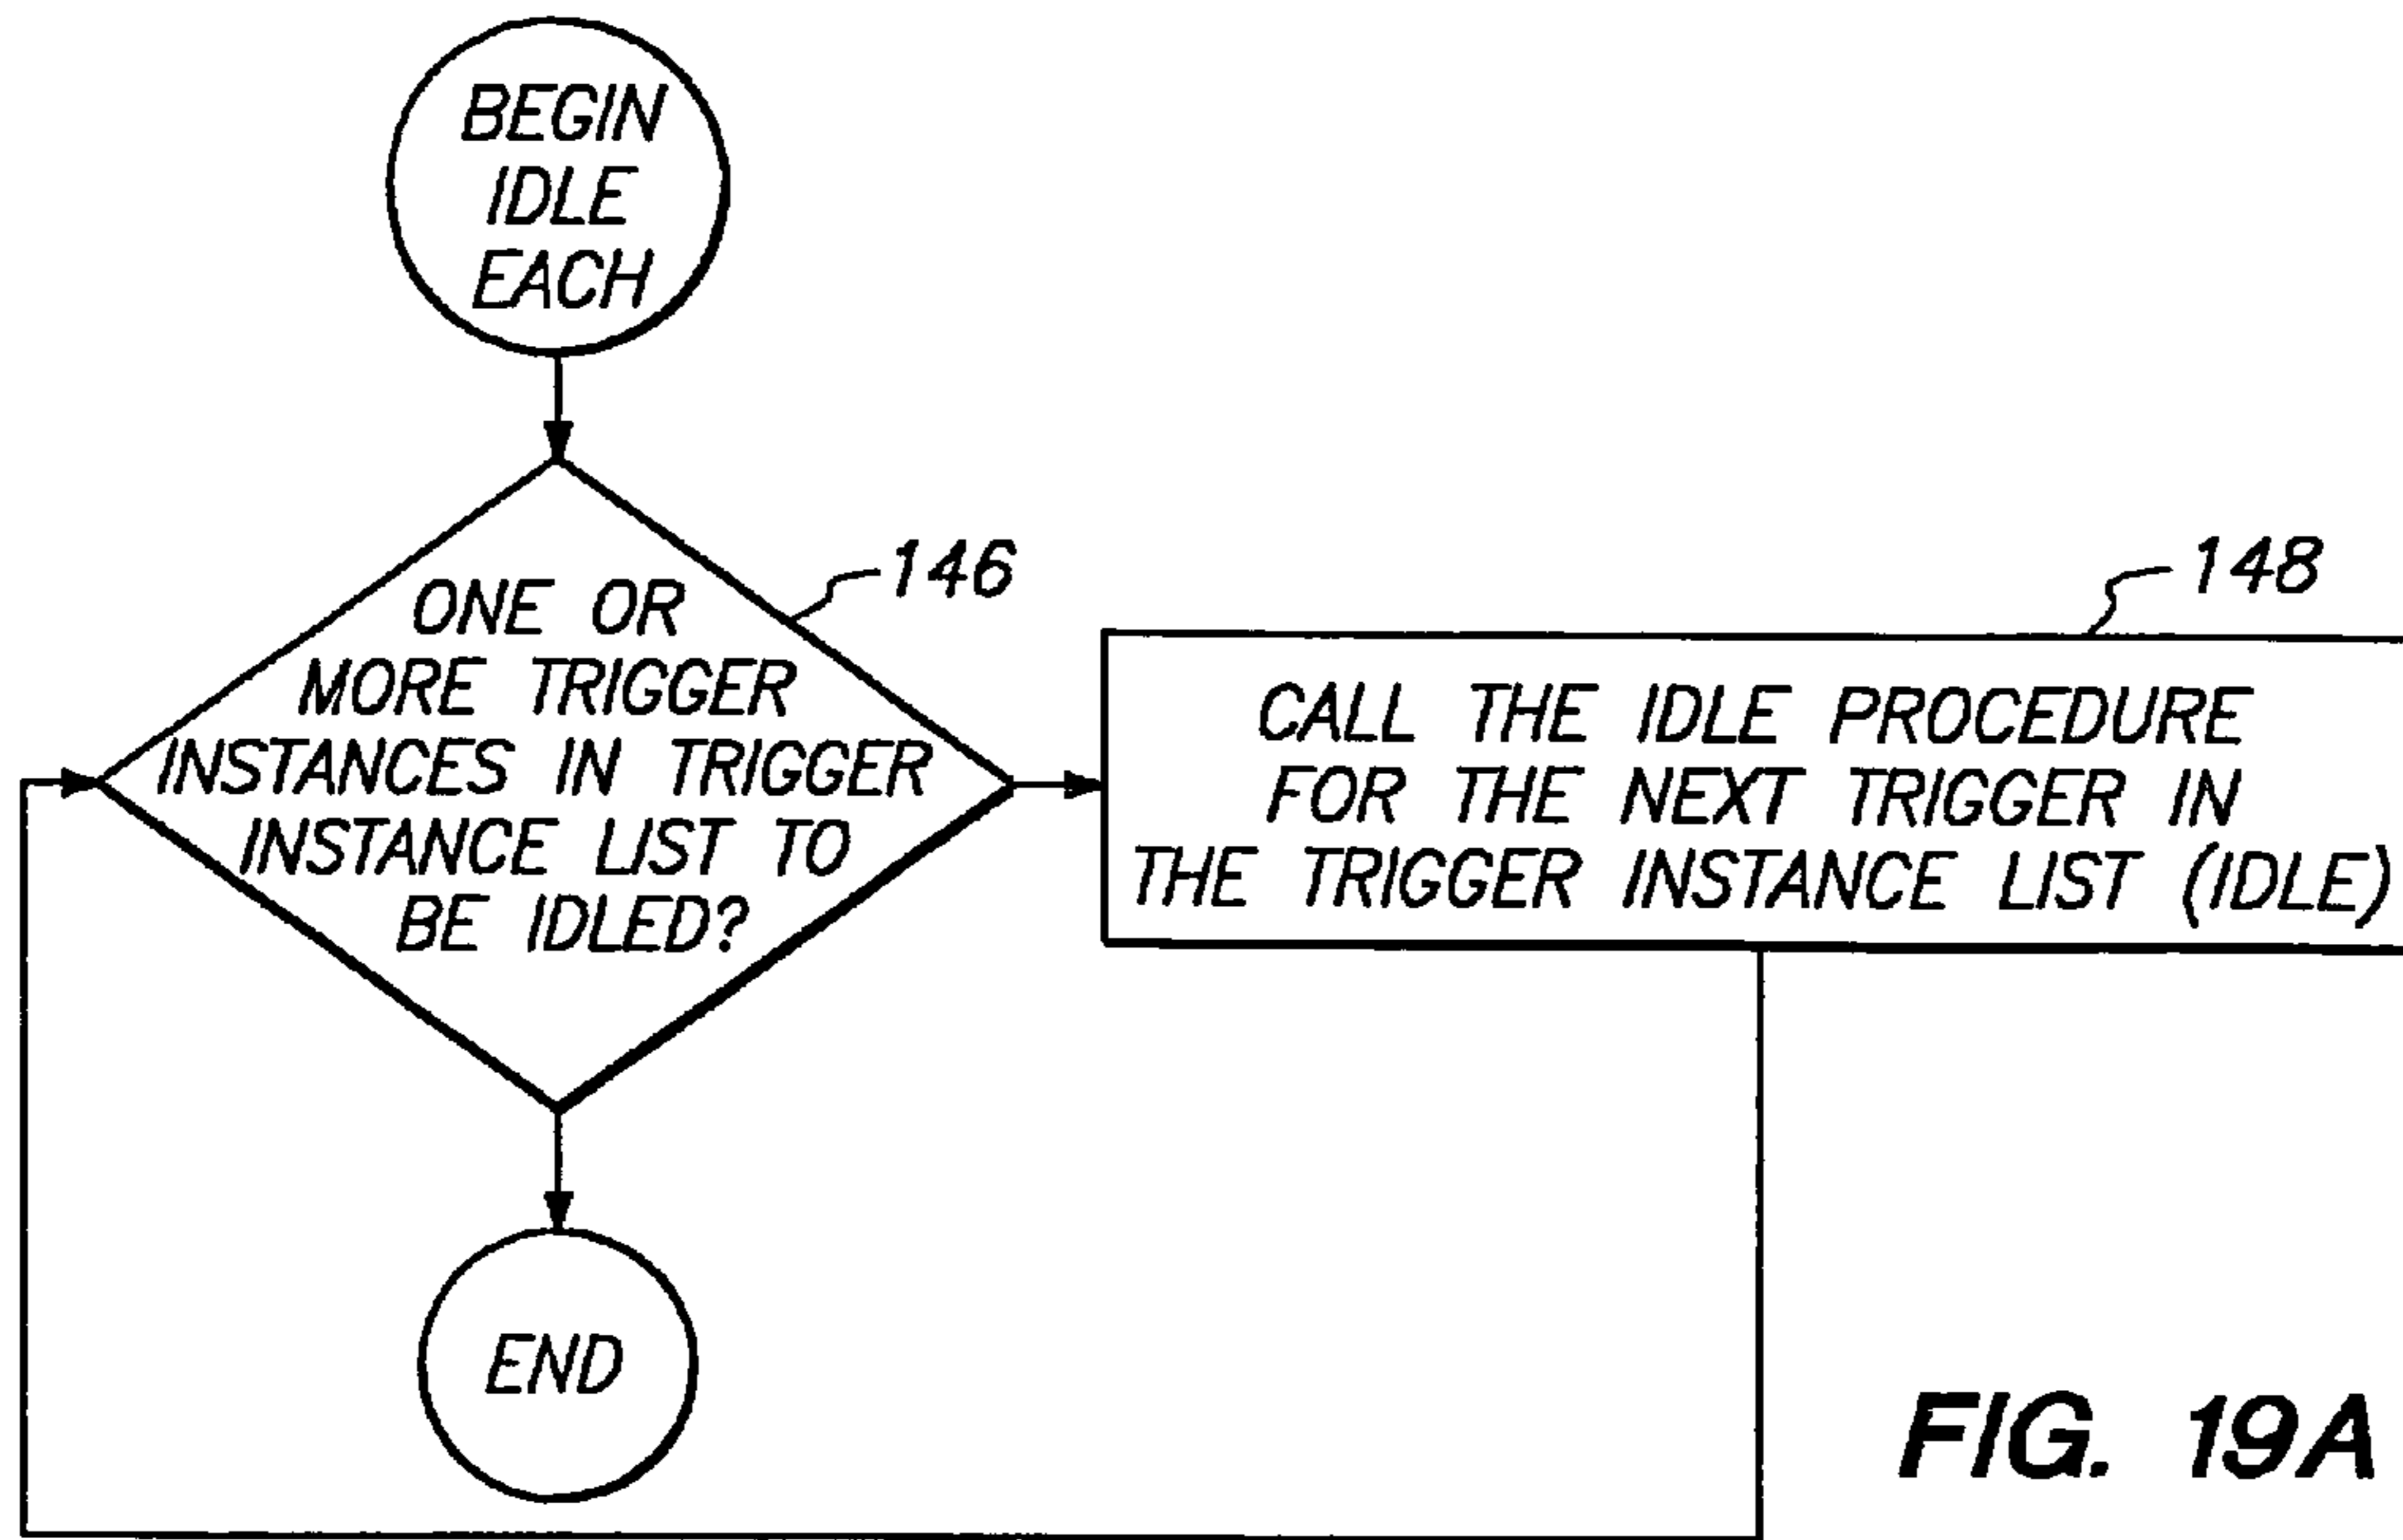 BEGIN
IDLE
EACH
ONE OR
MORE TRIGGER
INSTANCES IN TRIGGER
INSTANCE LIST TO
BE IDLED?
146
148
CALL THE IDLE PROCEDURE
FOR THE NEXT TRIGGER IN
THE TRIGGER INSTANCE LIST (IDLE)
END
FIG. 19A